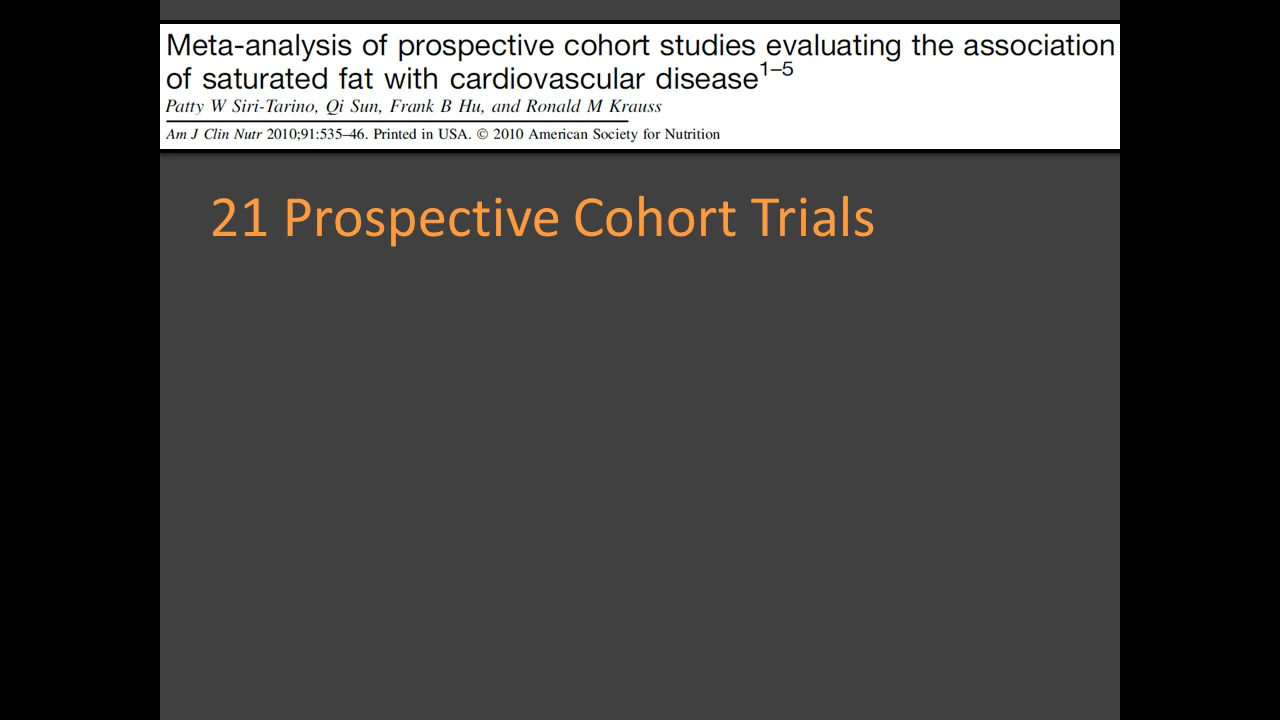 Meta-analysis of prospective cohort studies evaluating the association
of saturated fat with cardiovascular disease1–5
Patty W Siri-Tarino, Qi Sun, Frank B Hu, and Ronald M Krauss
Am J Clin Nutr 2010;91:535–46. Printed in USA. © 2010 American Society for Nutrition
21 Prospective Cohort Trials